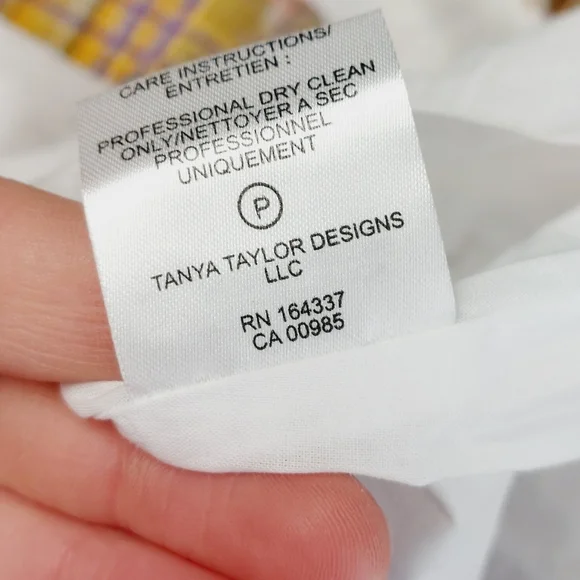 CARE INSTRUCTIONS/
ENTRETIEN :
PROFESSIONAL DRY CLEAN
ONLY/NETTOYER A SEC
PROFESSIONNEL
UNIQUEMENT
P
TANYA TAYLOR DESIGNS
LLC
RN 164337
CA 00985